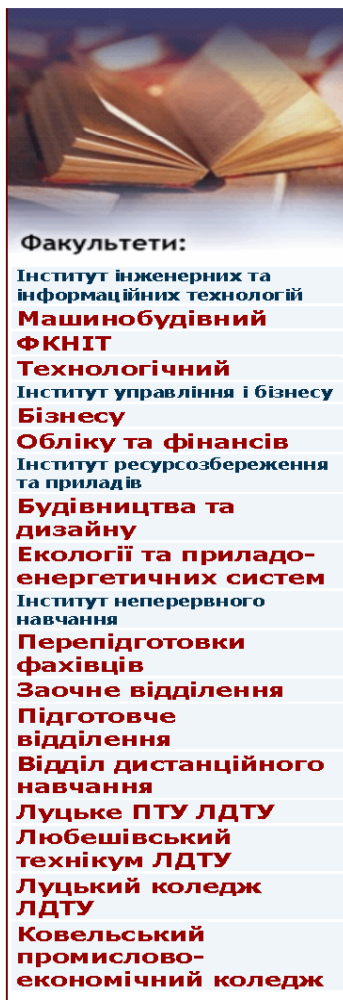 Факультети:
Інститут інженерних та
інформаційних технологій
Машинобудівний
ФКНІТ
Технологічний
Інститут управління і бізнесу
Бізнесу
Обліку та фінансів
Інститут ресурсозбереження
та приладів
Будівництва та
дизайну
Екології та приладо-
енергетичних систем
Інститут неперервного
навчання
Перепідготовки
фахівців
Заочне відділення
Підготовче
відділення
Відділ дистанційного
навчання
Луцьке ПТУ ЛДТУ
Любешівський
технікум ЛДТУ
Луцький коледж
ЛДТУ
Ковельський
промислово-
економічний коледж